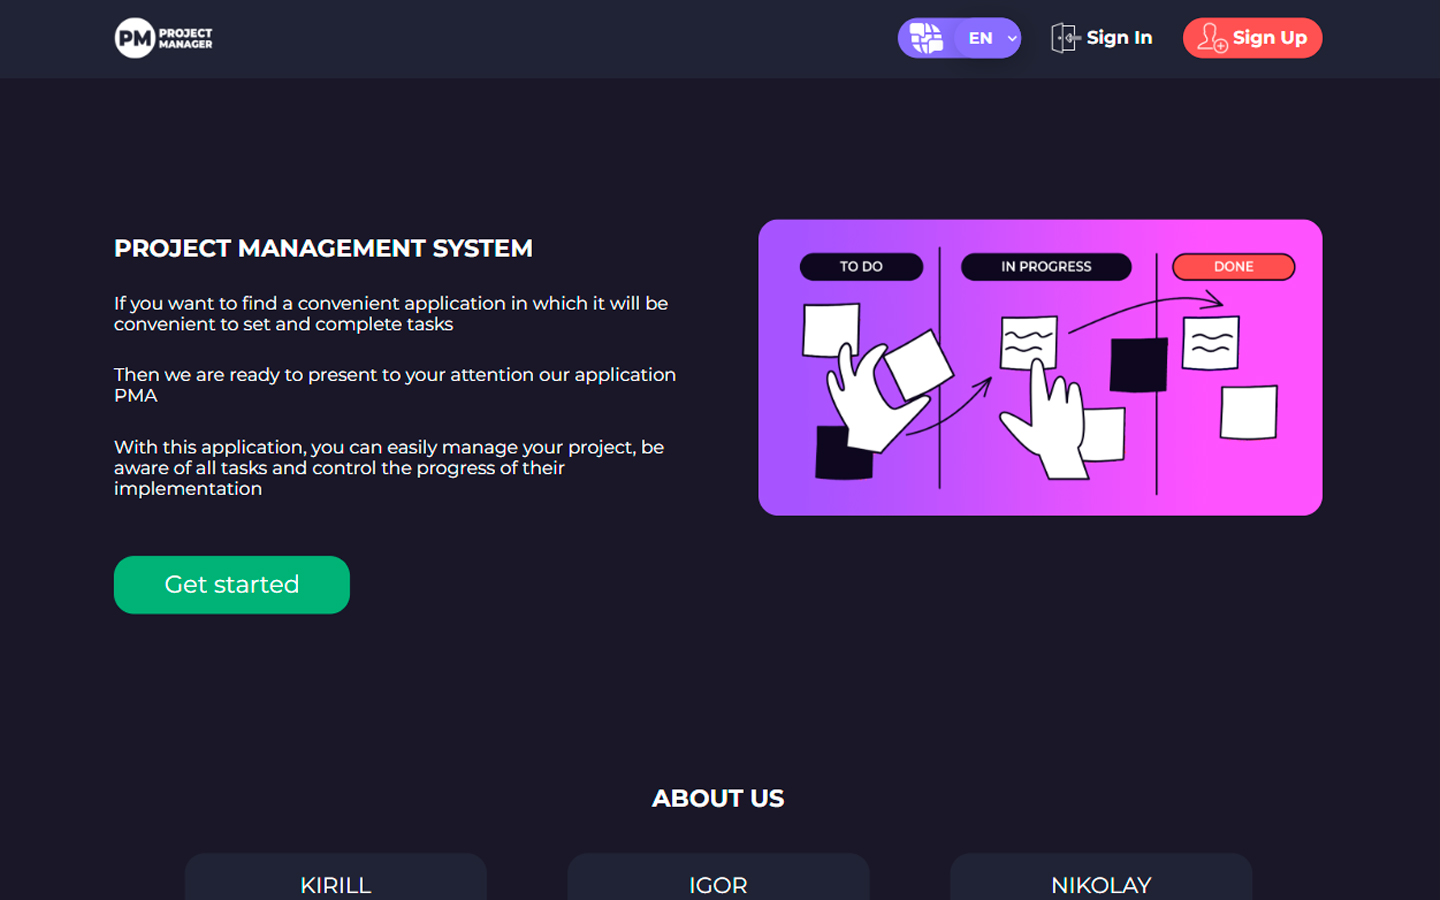 PM PROJECT
MANAGER
EN
Sign In
Sign Up
PROJECT MANAGEMENT SYSTEM
If you want to find a convenient application in which it will be
convenient to set and complete tasks
Then we are ready to present to your attention our application
PMA
With this application, you can easily manage your project, be
aware of all tasks and control the progress of their
implementation
Get started
TO DO
IN PROGRESS
DONE
ABOUT US
KIRILL
IGOR
NIKOLAY